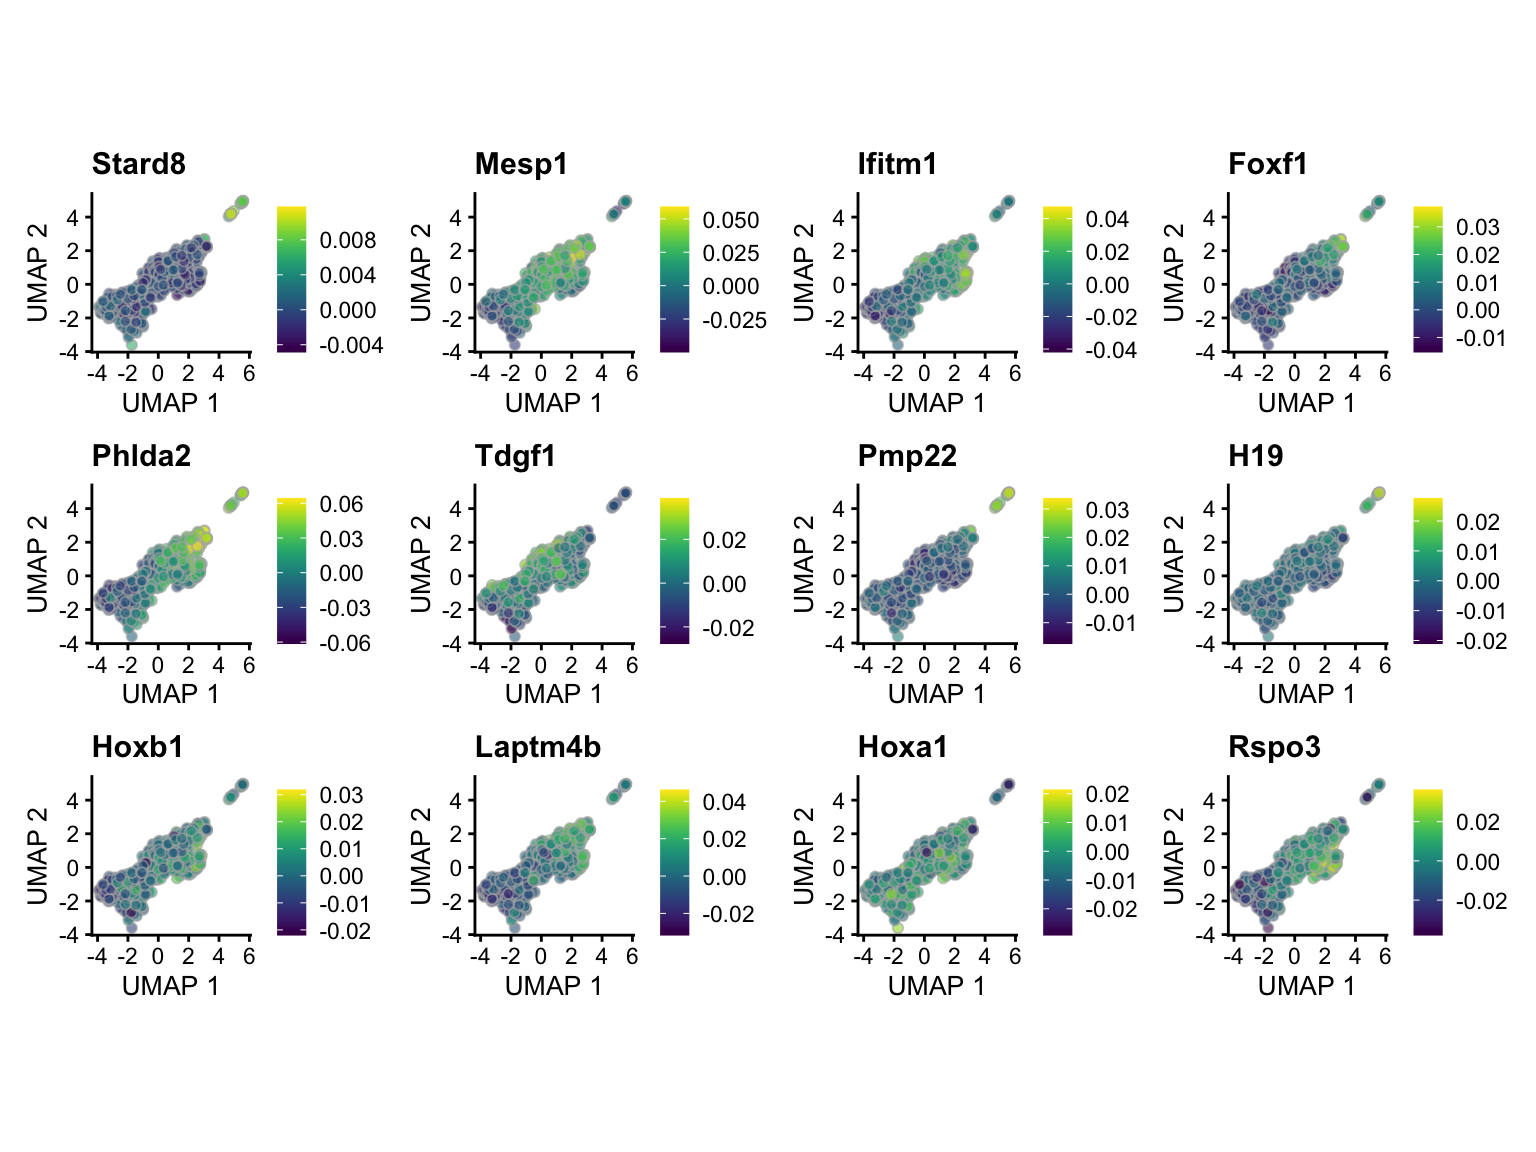 Stard8 Mesp1 Ifitm1 Foxf1
4 4 4 4
2 2 2 2
0 0 0 0
-2 -2 -2 -2
-4 -4 -4 -4
UMAP 2 UMAP 2 UMAP 2 UMAP 2
0.008 0.050 0.04 0.03
0.004 0.025 0.02 0.02
0.000 0.000 0.00 0.01
-0.004 -0.025 -0.02 0.00
-0.04 -0.01
-4 -2 0 2 4 6 -4 -2 0 2 4 6 -4 -2 0 2 4 6 -4 -2 0 2 4 6
UMAP 1 UMAP 1 UMAP 1 UMAP 1
Phlda2 Tdgf1 Pmp22 H19
4 4 4 4
2 2 2 2
0 0 0 0
-2 -2 -2 -2
-4 -4 -4 -4
UMAP 2 UMAP 2 UMAP 2 UMAP 2
0.06 0.02 0.03 0.02
0.03 0.00 0.02 0.01
0.00 -0.02 0.01 0.00
-0.03 0.00 -0.01
-0.06 -0.01 -0.02
-4 -2 0 2 4 6 -4 -2 0 2 4 6 -4 -2 0 2 4 6 -4 -2 0 2 4 6
UMAP 1 UMAP 1 UMAP 1 UMAP 1
Hoxb1 Laptm4b Hoxa1 Rspo3
4 4 4 4
2 2 2 2
0 0 0 0
-2 -2 -2 -2
-4 -4 -4 -4
UMAP 2 UMAP 2 UMAP 2 UMAP 2
0.03 0.04 0.02 0.02
0.02 0.02 0.01 0.00
0.01 0.00 0.00 -0.02
0.00 -0.02 -0.01
-0.01 -0.02
-0.02
-4 -2 0 2 4 6 -4 -2 0 2 4 6 -4 -2 0 2 4 6 -4 -2 0 2 4 6
UMAP 1 UMAP 1 UMAP 1 UMAP 1